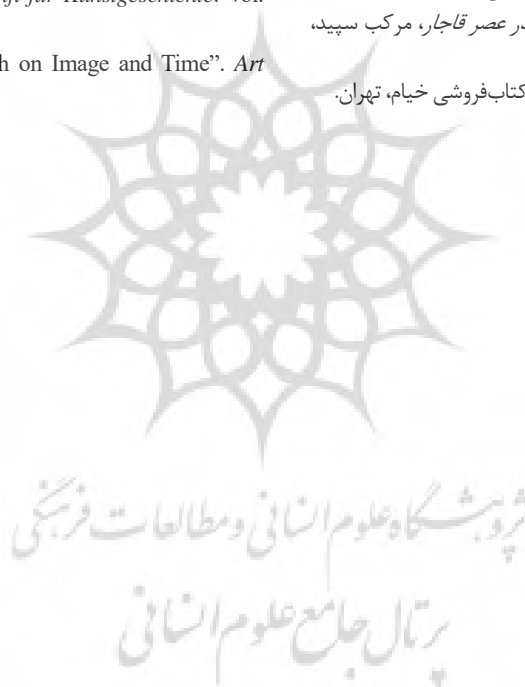 ft für Kunstgeschichte. Vol.
در عصر قاجار، مرکب سپید،
h on Image and Time”. Art
کتاب‌فروشی خیام، تهران.
پژوهشگاه علوم انسانی و مطالعات فرهنگی
پرتال جامع علوم انسانی